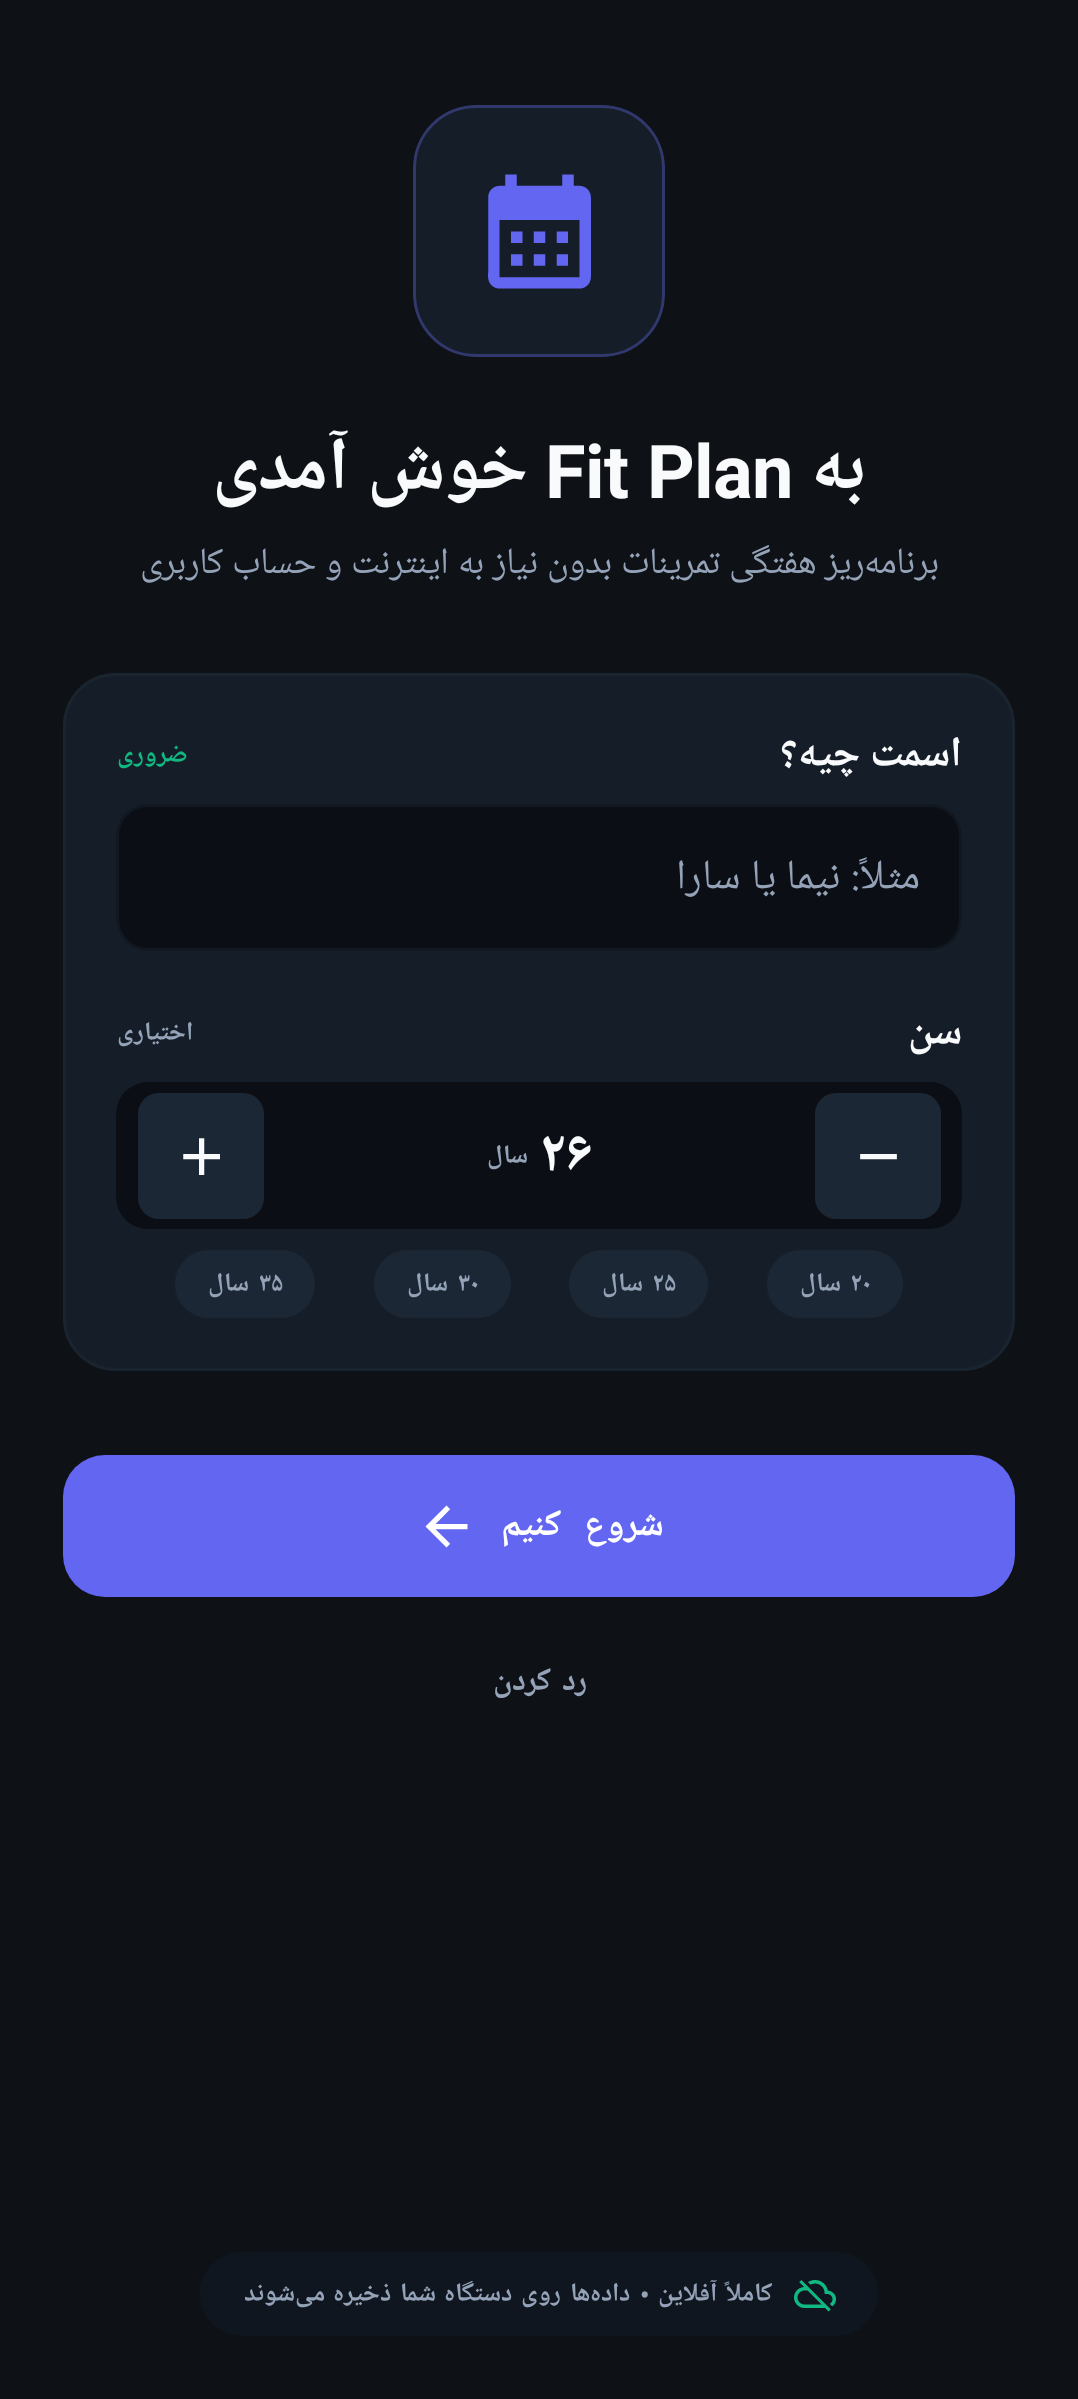 به Fit Plan خوش آمدی
برنامه‌ریز هفتگی تمرینات بدون نیاز به اینترنت و حساب کاربری
اسمت چیه؟
ضروری
مثلاً: نیما یا سارا
سن
اختیاری
− ۲۶ سال +
۲۰ سال ۲۵ سال ۳۰ سال ۳۵ سال
شروع کنیم
رد کردن
کاملاً آفلاین • داده‌ها روی دستگاه شما ذخیره می‌شوند